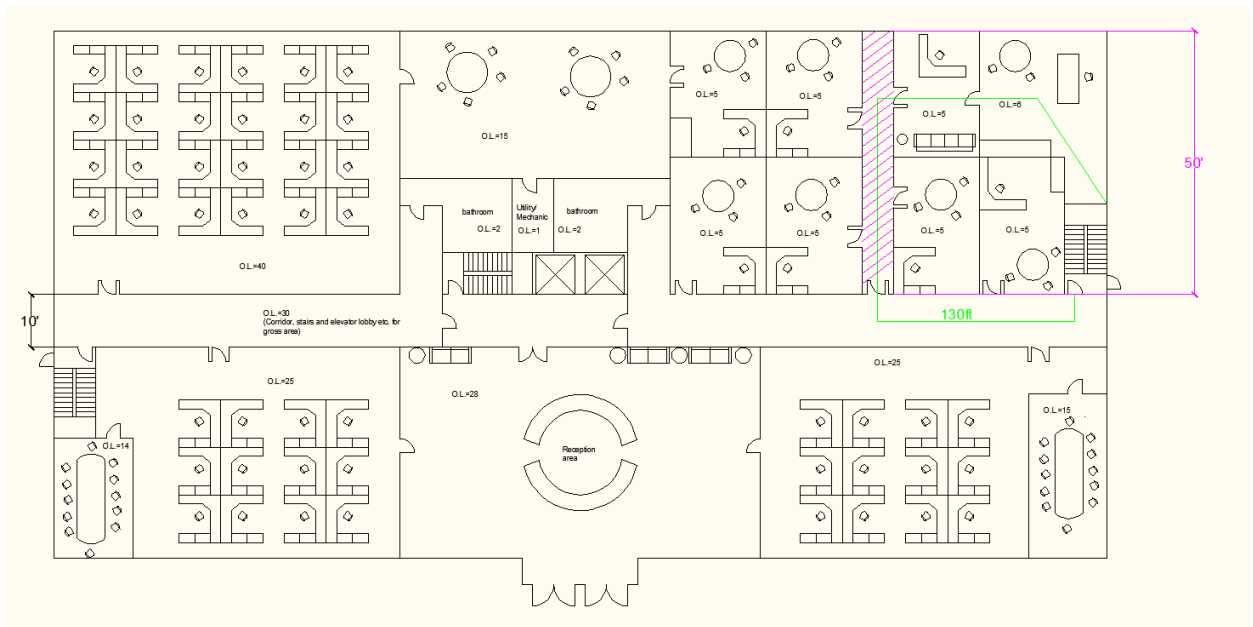 O.L.=5
O.L.=5
O.L.=6
O.L.=5
O.L.=15
50'
bathroom
Utility/
Mechanic
bathroom
O.L.=2
O.L.=1
O.L.=2
O.L.=5
O.L.=5
O.L.=5
O.L.=5
O.L.=40
10'
O.L.=30
(Corridor, stairs and elevator lobby etc. for
gross area)
130ft
O.L.=25
O.L.=28
O.L.=25
O.L.=14
O.L.=15
Reception
area